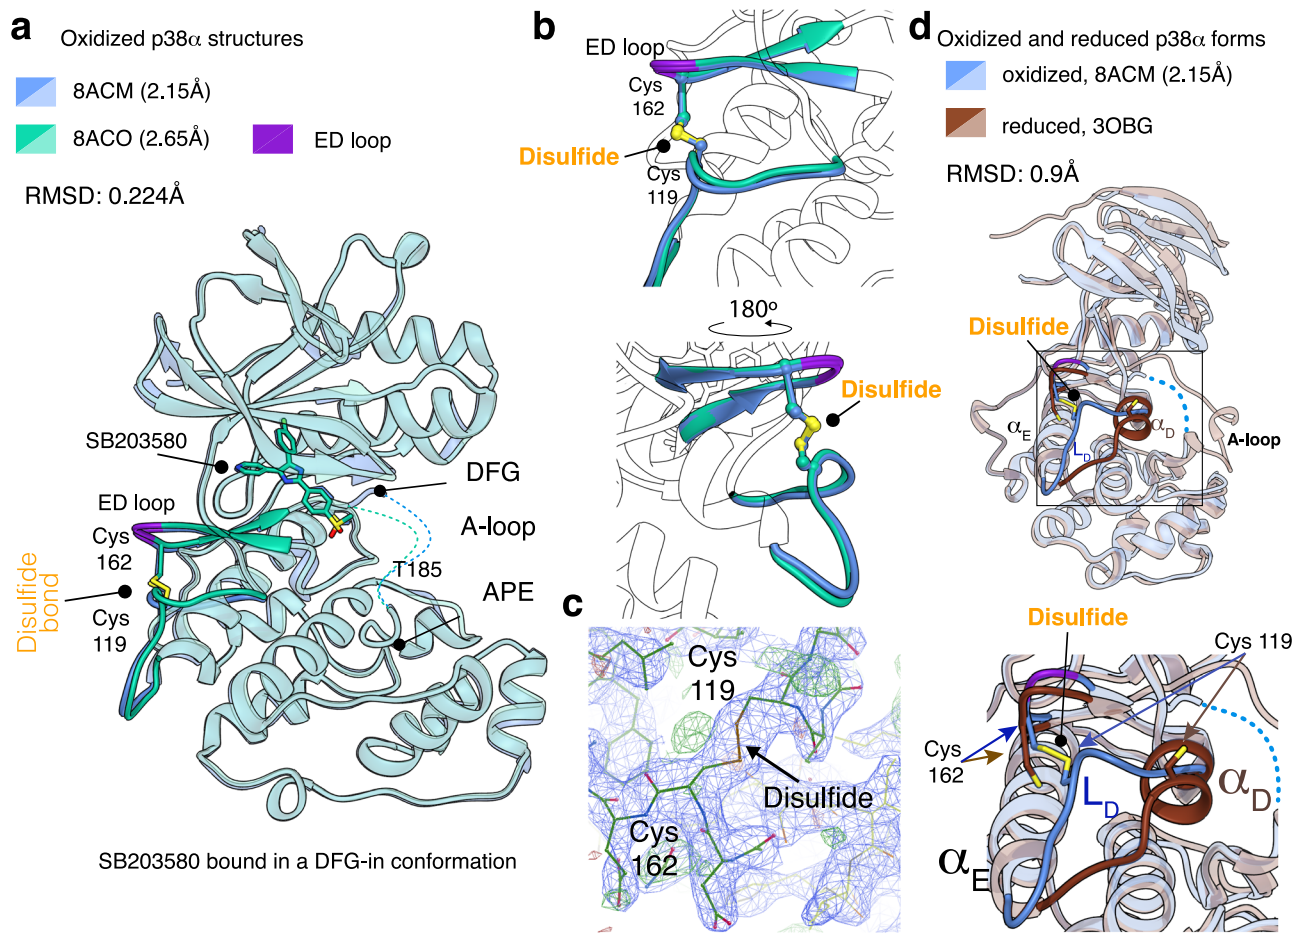 a
Oxidized p38α structures
8ACM (2.15Å)
8ACO (2.65Å)
ED loop
RMSD: 0.224Å
SB203580
DFG
ED loop
A-loop
Cys
162
T185
APE
Disulfide
bond
Cys
119
SB203580 bound in a DFG-in conformation
b
ED loop
Cys
162
Disulfide
Cys
119
180º
Disulfide
c
Cys
119
Disulfide
Cys
162
d
Oxidized and reduced p38α forms
oxidized, 8ACM (2.15Å)
reduced, 3OBG
RMSD: 0.9Å
Disulfide
αE
αD
LD
A-loop
Disulfide
Cys 119
Cys
162
LD
αD
αE